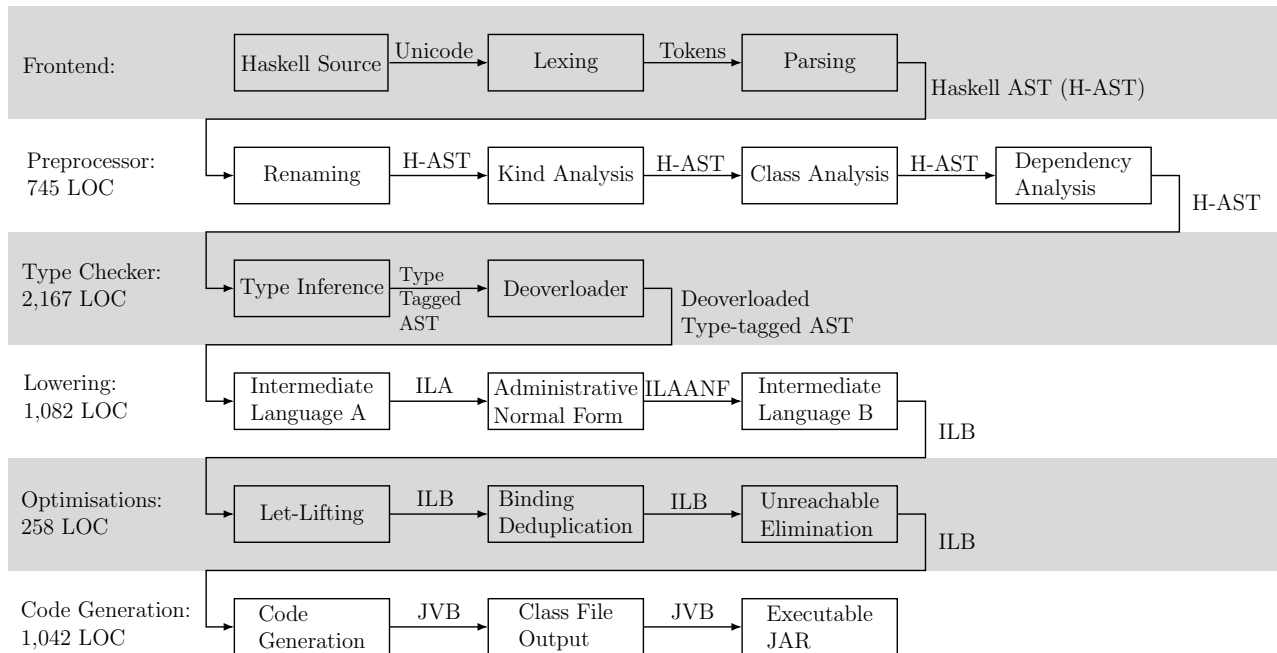 Frontend:
Haskell Source
Unicode
Lexing
Tokens
Parsing
Haskell AST (H-AST)
Preprocessor:
745 LOC
Renaming
H-AST
Kind Analysis
H-AST
Class Analysis
H-AST
Dependency
Analysis
H-AST
Type Checker:
2,167 LOC
Type Inference
Type
Tagged
AST
Deoverloader
Deoverloaded
Type-tagged AST
Lowering:
1,082 LOC
Intermediate
Language A
ILA
Administrative
Normal Form
ILAANF
Intermediate
Language B
ILB
Optimisations:
258 LOC
Let-Lifting
ILB
Binding
Deduplication
ILB
Unreachable
Elimination
ILB
Code Generation:
1,042 LOC
Code
Generation
JVB
Class File
Output
JVB
Executable
JAR